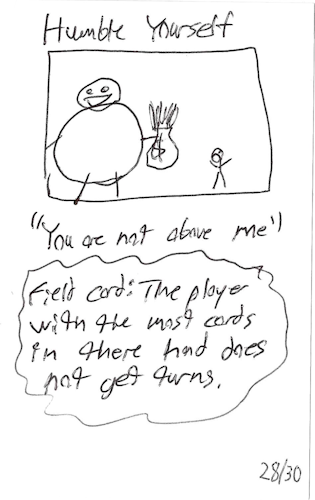 Humble Yourself
$
"You are not above me"
Field card: The player
with the most cards
in there had does
not get turns.
28/30